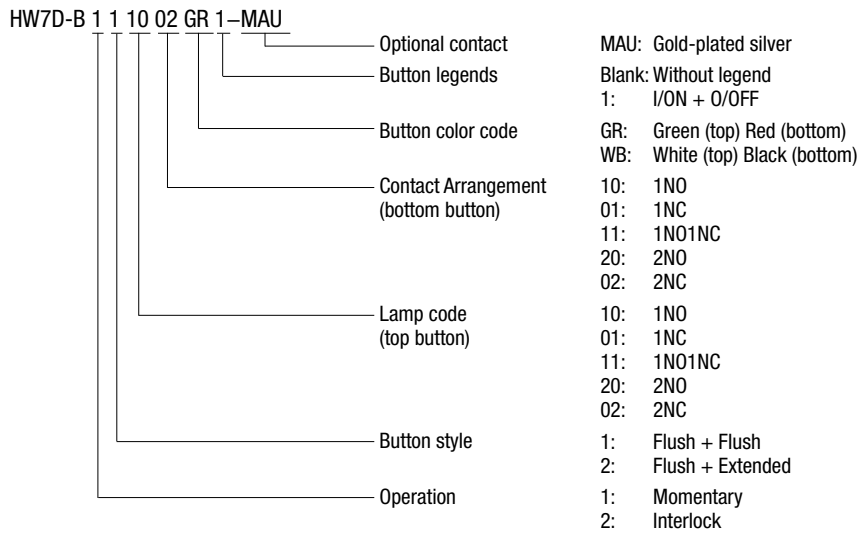 HW7D-B 1 1 10 02 GR 1–MAU
Optional contact MAU: Gold-plated silver
Button legends Blank: Without legend
1: I/ON + O/OFF
Button color code GR: Green (top) Red (bottom)
WB: White (top) Black (bottom)
Contact Arrangement 10: 1NO
(bottom button) 01: 1NC
11: 1NO1NC
20: 2NO
02: 2NC
Lamp code 10: 1NO
(top button) 01: 1NC
11: 1NO1NC
20: 2NO
02: 2NC
Button style 1: Flush + Flush
2: Flush + Extended
Operation 1: Momentary
2: Interlock